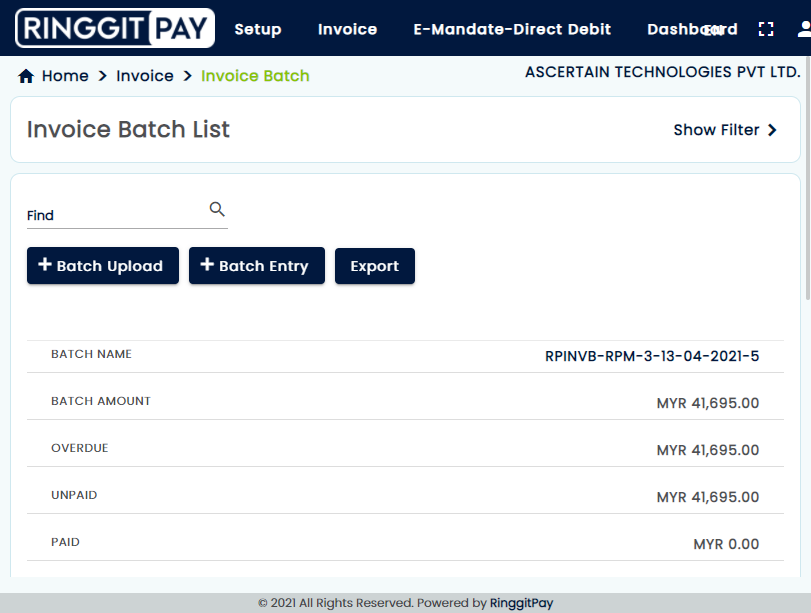 RINGGIT PAY Setup Invoice E-Mandate-Direct Debit Dashboard EN
Home > Invoice > Invoice Batch ASCERTAIN TECHNOLOGIES PVT LTD.
Invoice Batch List Show Filter >
Find
+ Batch Upload + Batch Entry Export
BATCH NAME RPINVB-RPM-3-13-04-2021-5
BATCH AMOUNT MYR 41,695.00
OVERDUE MYR 41,695.00
UNPAID MYR 41,695.00
PAID MYR 0.00
© 2021 All Rights Reserved. Powered by RinggitPay